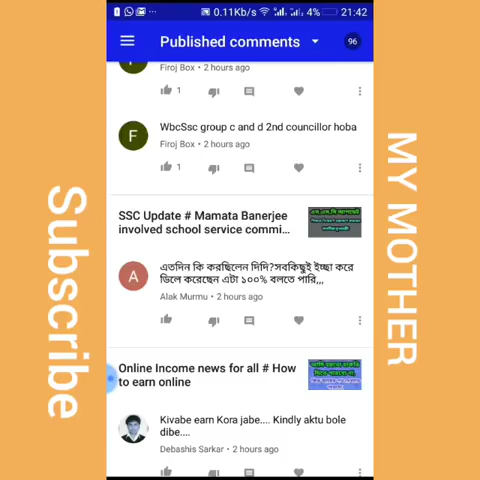 0.11Kb/s 4% 21:42
Published comments
96
Firoj Box • 2 hours ago
1
F
WbcSsc group c and d 2nd councillor hoba
Firoj Box • 2 hours ago
1
SSC Update # Mamata Banerjee
involved school service commi...
A
এতদিন কি করছিলেন দিদি?সবকিছুই ইচ্ছা করে
ডিলে করেছেন এটা ১০০% বলতে পারি,,,
Alak Murmu • 2 hours ago
Online Income news for all # How
to earn online
Kivabe earn Kora jabe.... Kindly aktu bole
dibe....
Debashis Sarkar • 2 hours ago
Subscribe
MY MOTHER